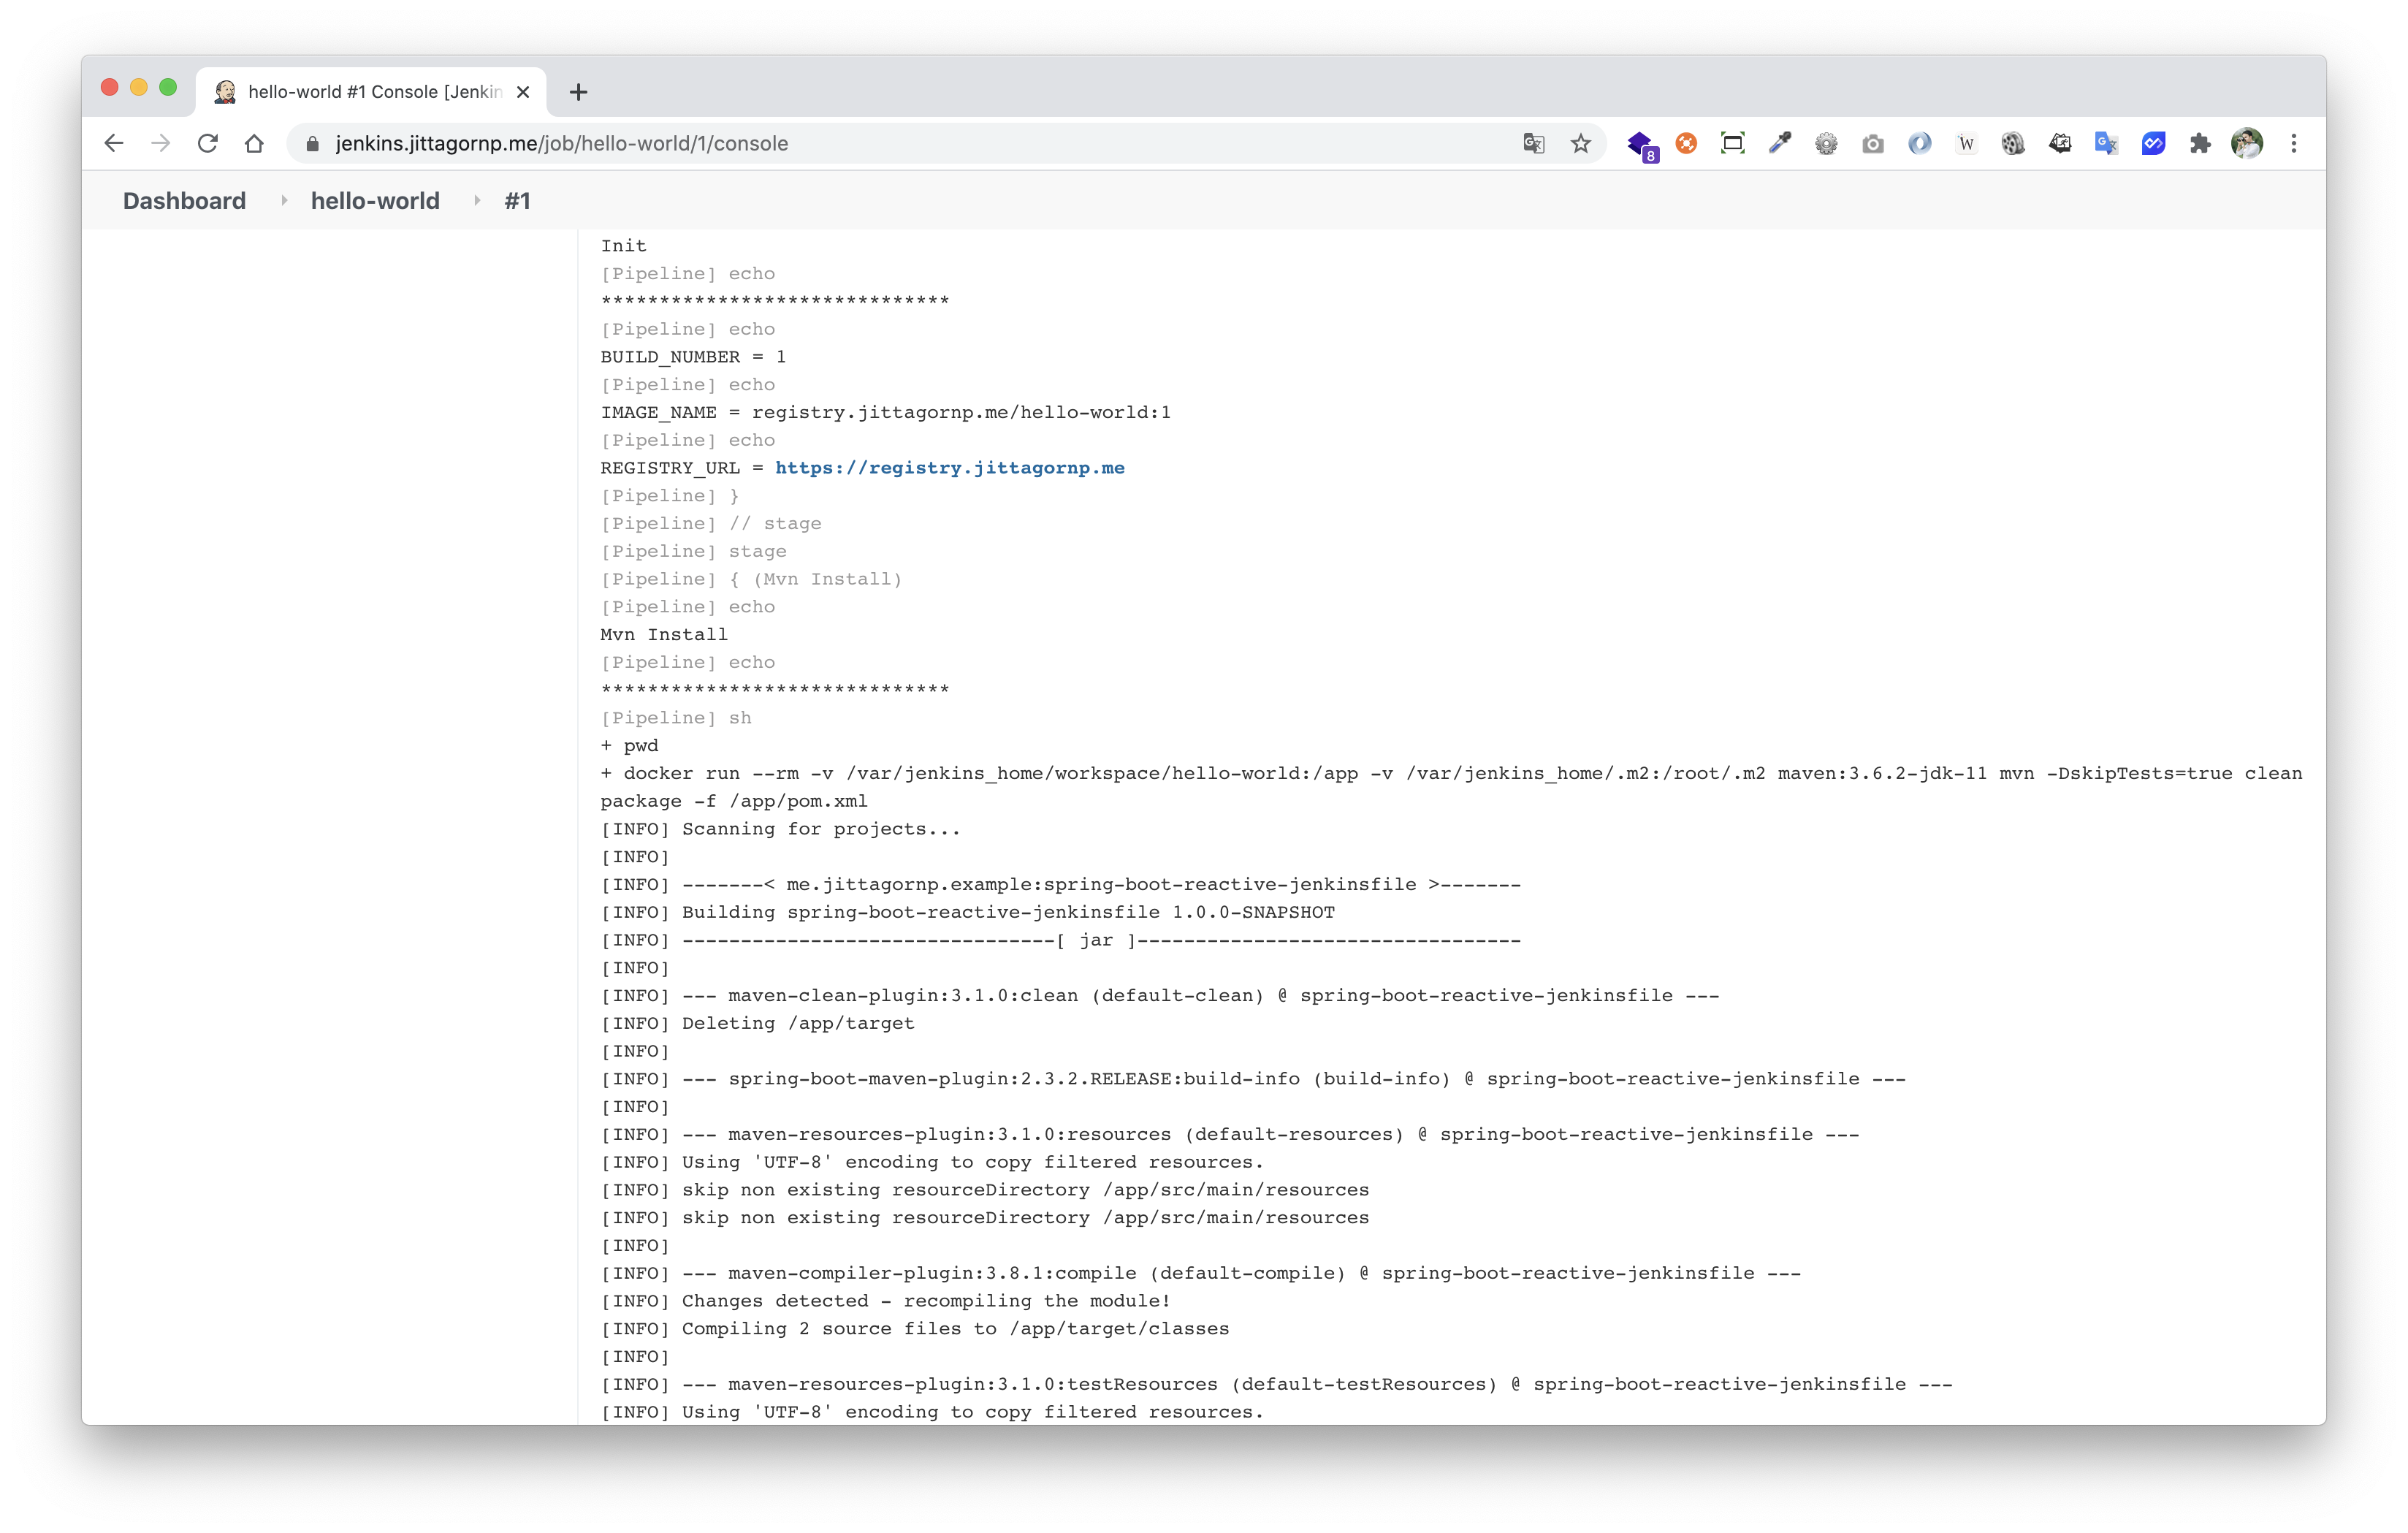 hello-world #1 Console [Jenkin
jenkins.jittagornp.me/job/hello-world/1/console
8
W
Dashboard hello-world #1
Init
[Pipeline] echo
******************************
[Pipeline] echo
BUILD_NUMBER = 1
[Pipeline] echo
IMAGE_NAME = registry.jittagornp.me/hello-world:1
[Pipeline] echo
REGISTRY_URL = https://registry.jittagornp.me
[Pipeline] }
[Pipeline] // stage
[Pipeline] stage
[Pipeline] { (Mvn Install)
[Pipeline] echo
Mvn Install
[Pipeline] echo
******************************
[Pipeline] sh
+ pwd
+ docker run --rm -v /var/jenkins_home/workspace/hello-world:/app -v /var/jenkins_home/.m2:/root/.m2 maven:3.6.2-jdk-11 mvn -DskipTests=true clean
package -f /app/pom.xml
[INFO] Scanning for projects...
[INFO]
[INFO] -------< me.jittagornp.example:spring-boot-reactive-jenkinsfile >-------
[INFO] Building spring-boot-reactive-jenkinsfile 1.0.0-SNAPSHOT
[INFO] --------------------------------[ jar ]---------------------------------
[INFO]
[INFO] --- maven-clean-plugin:3.1.0:clean (default-clean) @ spring-boot-reactive-jenkinsfile ---
[INFO] Deleting /app/target
[INFO]
[INFO] --- spring-boot-maven-plugin:2.3.2.RELEASE:build-info (build-info) @ spring-boot-reactive-jenkinsfile ---
[INFO]
[INFO] --- maven-resources-plugin:3.1.0:resources (default-resources) @ spring-boot-reactive-jenkinsfile ---
[INFO] Using 'UTF-8' encoding to copy filtered resources.
[INFO] skip non existing resourceDirectory /app/src/main/resources
[INFO] skip non existing resourceDirectory /app/src/main/resources
[INFO]
[INFO] --- maven-compiler-plugin:3.8.1:compile (default-compile) @ spring-boot-reactive-jenkinsfile ---
[INFO] Changes detected - recompiling the module!
[INFO] Compiling 2 source files to /app/target/classes
[INFO]
[INFO] --- maven-resources-plugin:3.1.0:testResources (default-testResources) @ spring-boot-reactive-jenkinsfile ---
[INFO] Using 'UTF-8' encoding to copy filtered resources.